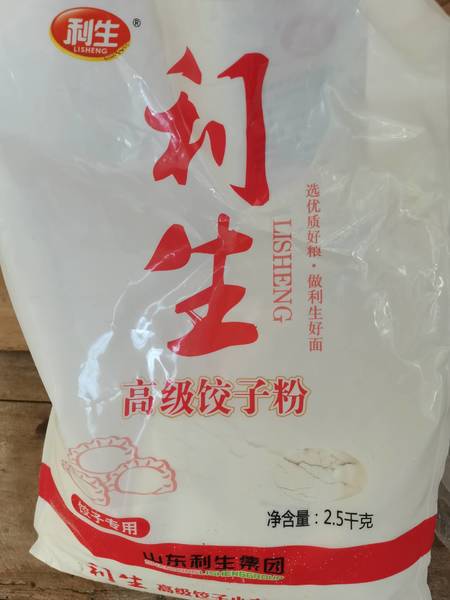 利生®
LISHENG
利生
LISHENG
选优质好粮·做利生好面
高级饺子粉
饺子专用
净含量：2.5千克
山东利生集团
LISHENGGROUP
利生 高级饺子